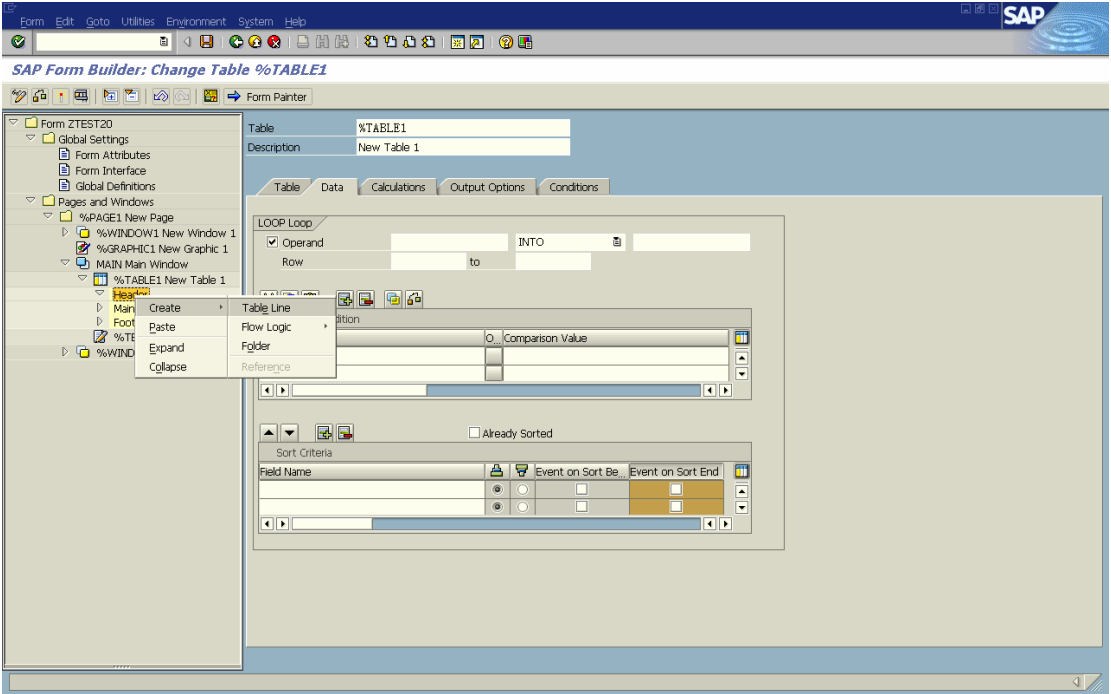 Form Edit Goto Utilities Environment System Help
SAP
SAP Form Builder: Change Table %TABLE1
Form Painter
Form ZTEST20
Global Settings
Form Attributes
Form Interface
Global Definitions
Pages and Windows
%PAGE1 New Page
%WINDOW1 New Window 1
%GRAPHIC1 New Graphic 1
MAIN Main Window
%TABLE1 New Table 1
Header
Main
Foot
%TE
%WIND
Create
Paste
Expand
Collapse
Table Line
Flow Logic
Folder
Reference
Table %TABLE1
Description New Table 1
Table Data Calculations Output Options Conditions
LOOP Loop
Operand INTO
Row to
dition
O... Comparison Value
Already Sorted
Sort Criteria
Field Name Event on Sort Be... Event on Sort End